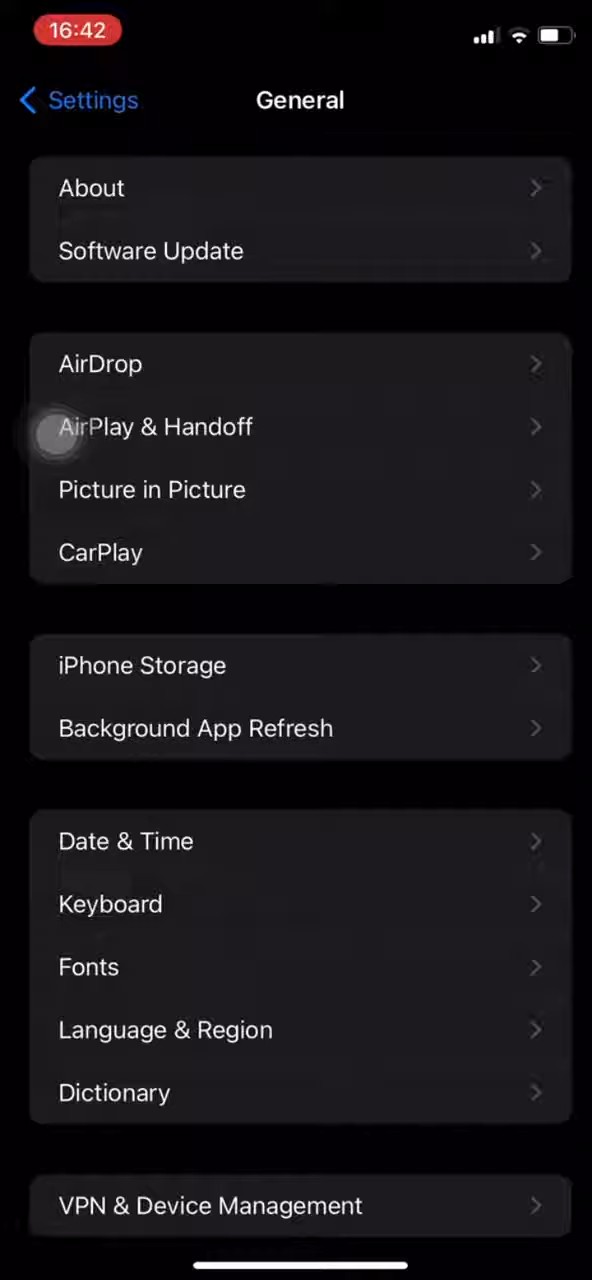 16:42
Settings
General
About
Software Update
AirDrop
AirPlay & Handoff
Picture in Picture
CarPlay
iPhone Storage
Background App Refresh
Date & Time
Keyboard
Fonts
Language & Region
Dictionary
VPN & Device Management